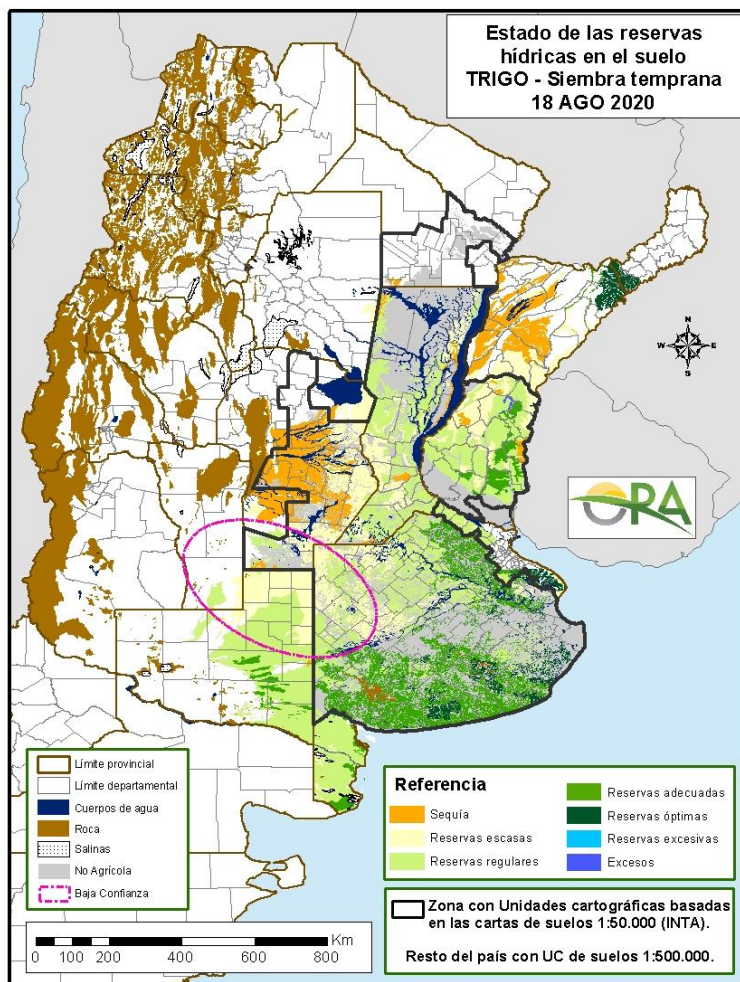 Estado de las reservas
hídricas en el suelo
TRIGO - Siembra temprana
18 AGO 2020
N
W
E
S
ORA
Límite provincial
Límite departamental
Cuerpos de agua
Roca
Salinas
No Agrícola
Baja Confianza
Referencia
Sequía
Reservas escasas
Reservas regulares
Reservas adecuadas
Reservas óptimas
Reservas excesivas
Excesos
Zona con Unidades cartográficas basadas
en las cartas de suelos 1:50.000 (INTA).
Resto del país con UC de suelos 1:500.000.
Km
0 100 200 400 600 800